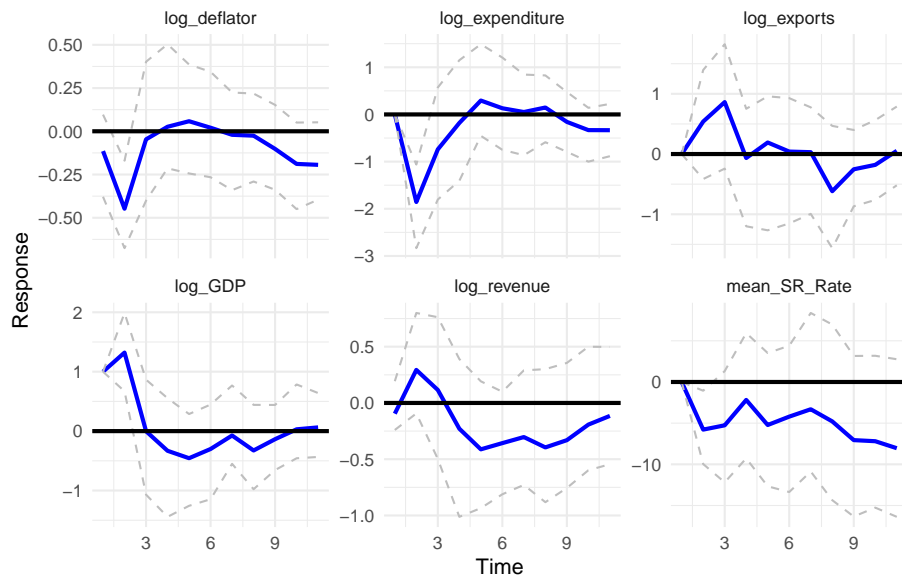 log_deflator
log_expenditure
log_exports
0.50
0.25
0.00
−0.25
−0.50
1
0
−1
−2
−3
1
0
−1
log_GDP
log_revenue
mean_SR_Rate
2
1
0
−1
0.5
0.0
−0.5
−1.0
0
−10
3 6 9
3 6 9
3 6 9
Response
Time